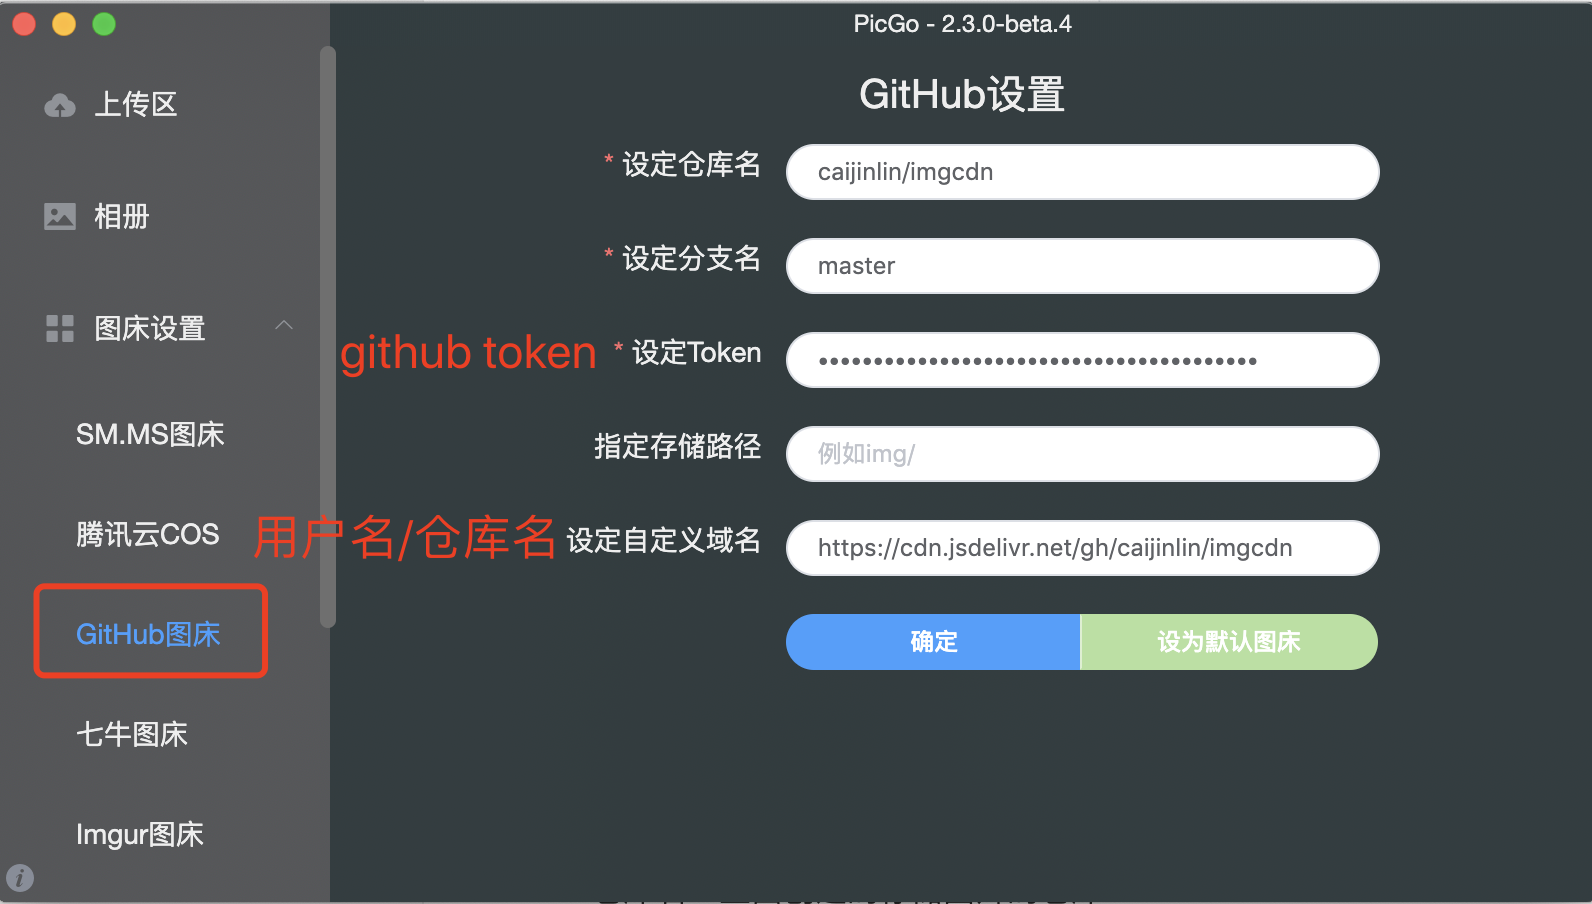 PicGo - 2.3.0-beta.4
上传区
相册
图床设置
SM.MS图床
腾讯云COS
GitHub图床
七牛图床
Imgur图床
GitHub设置
* 设定仓库名 caijinlin/imgcdn
* 设定分支名 master
github token * 设定Token
指定存储路径 例如img/
用户名/仓库名 设定自定义域名 https://cdn.jsdelivr.net/gh/caijinlin/imgcdn
确定 设为默认图床